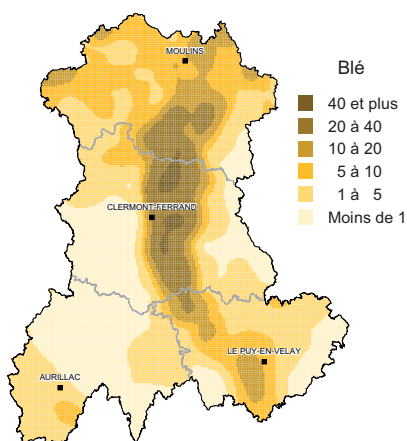 MOULINS
Blé
40 et plus
20 à 40
10 à 20
5 à 10
1 à 5
Moins de 1
CLERMONT-FERRAND
LE PUY-EN-VELAY
AURILLAC